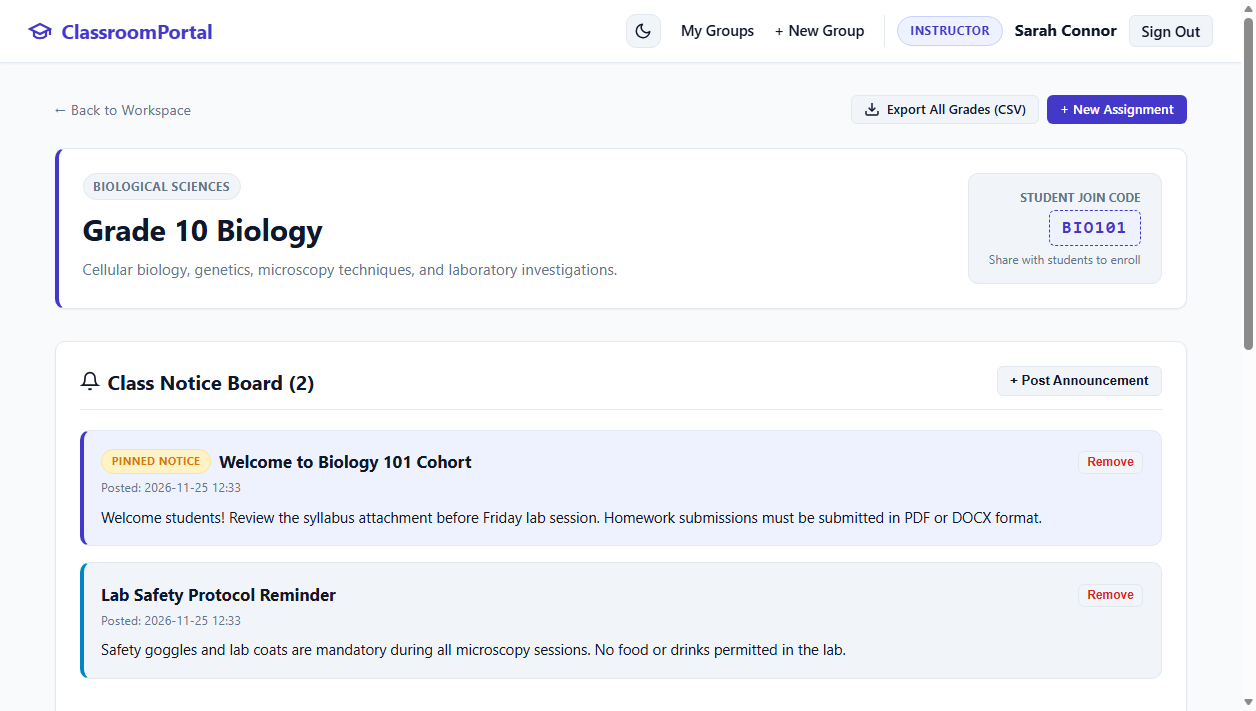 ClassroomPortal
My Groups
+ New Group
INSTRUCTOR
Sarah Connor
Sign Out
← Back to Workspace
Export All Grades (CSV)
+ New Assignment
BIOLOGICAL SCIENCES
Grade 10 Biology
Cellular biology, genetics, microscopy techniques, and laboratory investigations.
STUDENT JOIN CODE
BIO101
Share with students to enroll
Class Notice Board (2)
+ Post Announcement
PINNED NOTICE Welcome to Biology 101 Cohort
Remove
Posted: 2026-11-25 12:33
Welcome students! Review the syllabus attachment before Friday lab session. Homework submissions must be submitted in PDF or DOCX format.
Lab Safety Protocol Reminder
Remove
Posted: 2026-11-25 12:33
Safety goggles and lab coats are mandatory during all microscopy sessions. No food or drinks permitted in the lab.